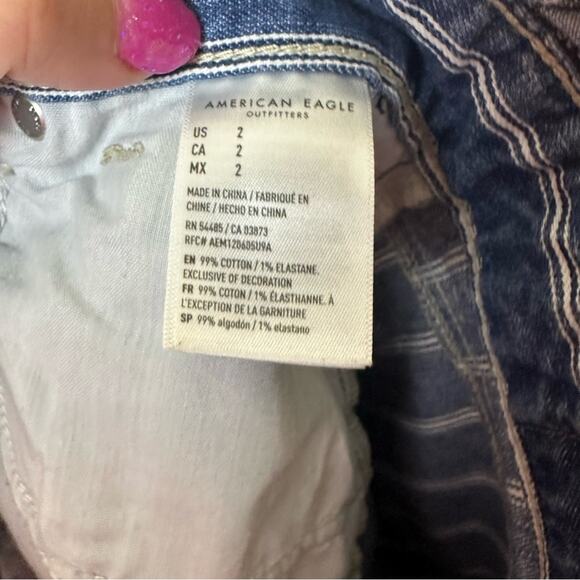 AMERICAN EAGLE
OUTFITTERS
US 2
CA 2
MX 2
MADE IN CHINA / FABRIQUÉ EN
CHINE / HECHO EN CHINA
RN 54485 / CA 03873
RFC# AEM120605U9A
EN 99% COTTON / 1% ELASTANE.
EXCLUSIVE OF DECORATION
FR 99% COTON / 1% ÉLASTHANNE. À
L'EXCEPTION DE LA GARNITURE
SP 99% algodón / 1% elastano